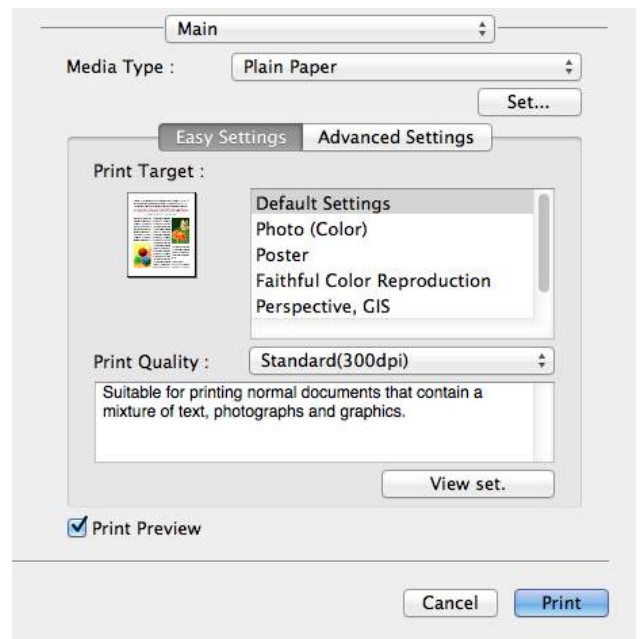 Main
Media Type : Plain Paper
Set...
Easy Settings Advanced Settings
Print Target :
Default Settings
Photo (Color)
Poster
Faithful Color Reproduction
Perspective, GIS
Print Quality : Standard(300dpi)
Suitable for printing normal documents that contain a
mixture of text, photographs and graphics.
View set.
Print Preview
Cancel Print